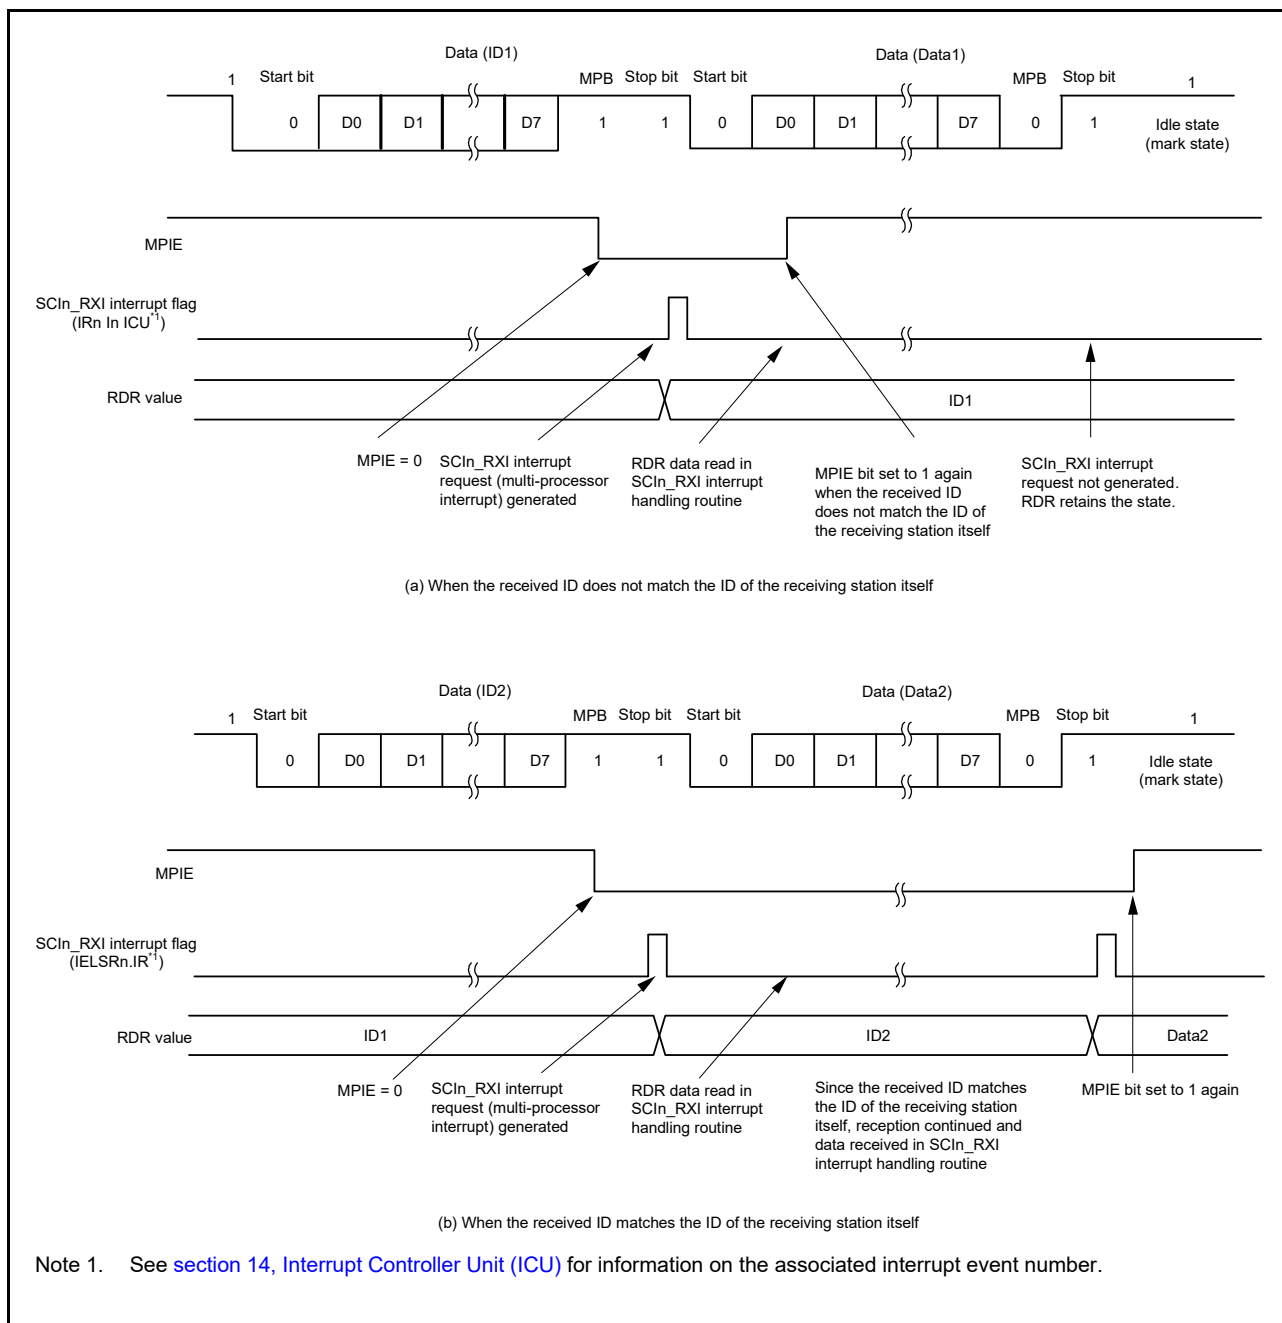 Data (ID1) Data (Data1)
1 Start bit MPB Stop bit Start bit MPB Stop bit 1
0 D0 D1 D7 1 1 0 D0 D1 D7 0 1 Idle state
(mark state)
MPIE
SCIn_RXI interrupt flag
(IRn In ICU*1)
RDR value ID1
MPIE = 0
SCIn_RXI interrupt
request (multi-processor
interrupt) generated
RDR data read in
SCIn_RXI interrupt
handling routine
MPIE bit set to 1 again
when the received ID
does not match the ID of
the receiving station itself
SCIn_RXI interrupt
request not generated.
RDR retains the state.
(a) When the received ID does not match the ID of the receiving station itself
Data (ID2) Data (Data2)
1 Start bit MPB Stop bit Start bit MPB Stop bit 1
0 D0 D1 D7 1 1 0 D0 D1 D7 0 1 Idle state
(mark state)
MPIE
SCIn_RXI interrupt flag
(IELSRn.IR*1)
RDR value ID1 ID2 Data2
MPIE = 0
SCIn_RXI interrupt
request (multi-processor
interrupt) generated
RDR data read in
SCIn_RXI interrupt
handling routine
Since the received ID matches
the ID of the receiving station
itself, reception continued and
data received in SCIn_RXI
interrupt handling routine
MPIE bit set to 1 again
(b) When the received ID matches the ID of the receiving station itself
Note 1. See section 14, Interrupt Controller Unit (ICU) for information on the associated interrupt event number.